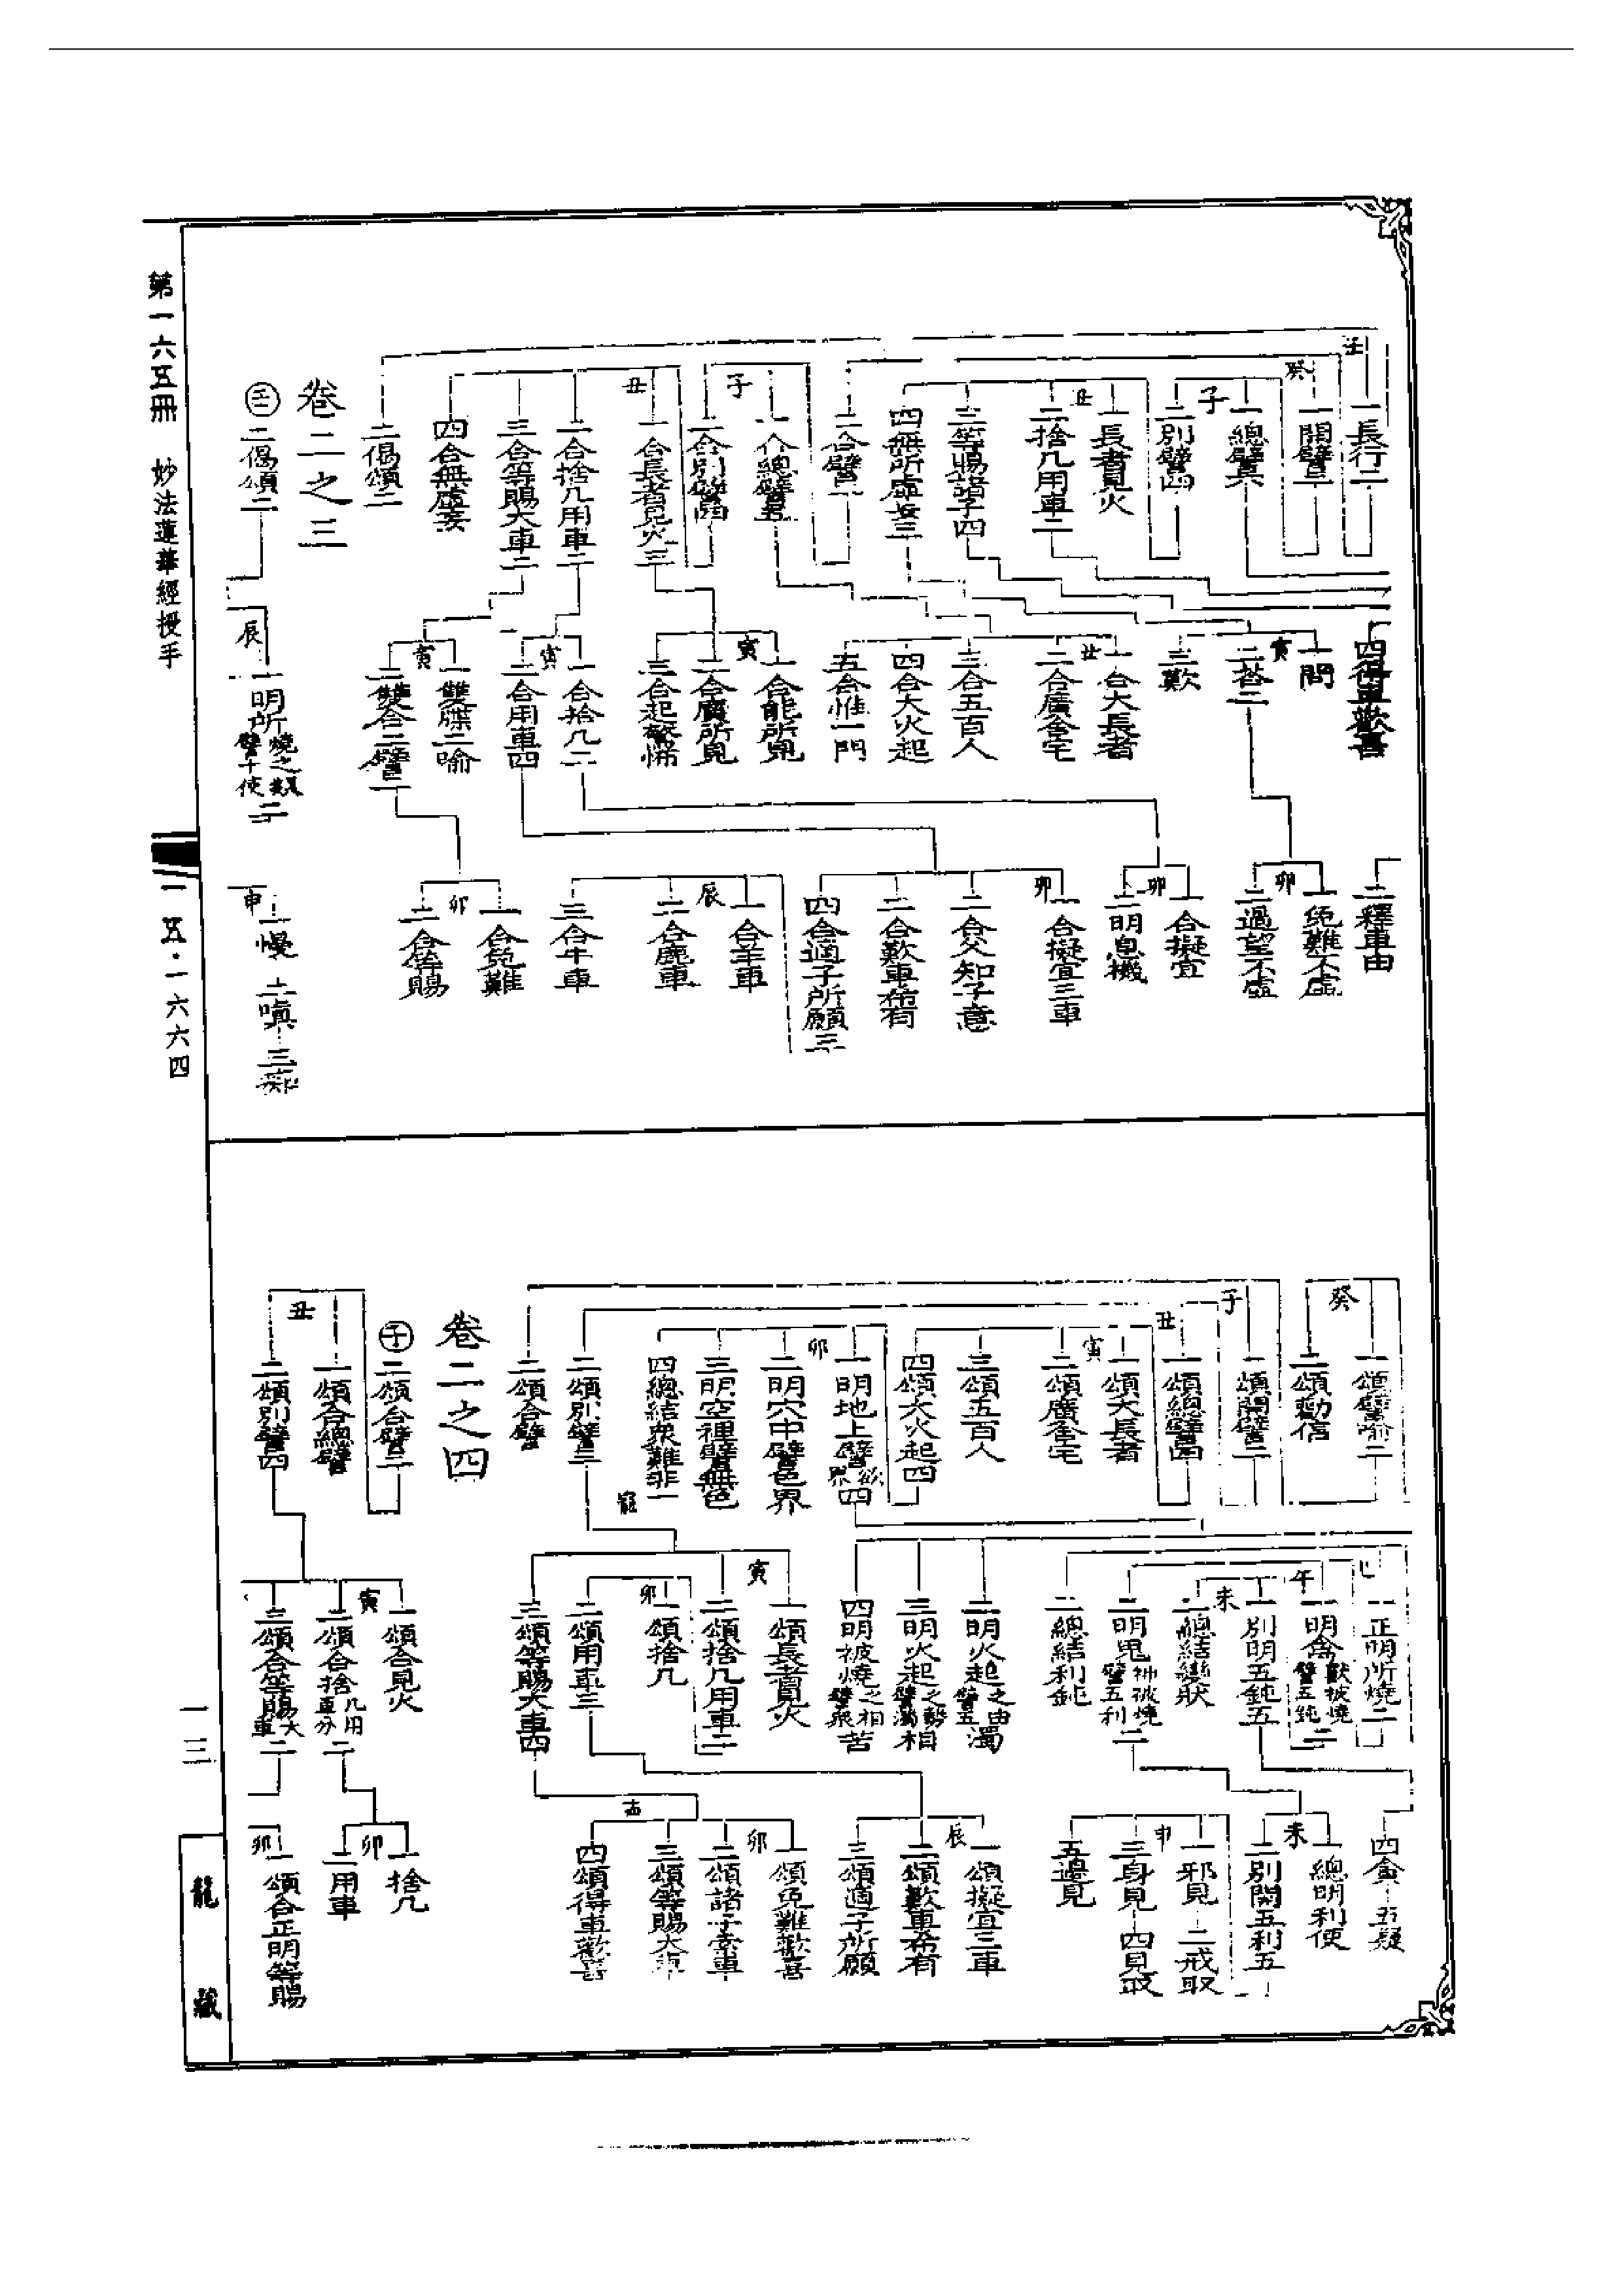 壬
一長行二
癸
一開譬二
一總譬六
子
二別譬四
一長者見火
丑
二捨几用車二
三等賜諸子四
四無所虛妄三
二合譬二
子
二合別譬四
丑
一合長者見火三
二合捨几用車二
三合等賜大車二
四合無虛妄
二偈頌二
卷二之三
二偈頌二
四得車歡喜
一問
寅
二荅二
三歎
一合大長者
丑
二合廣舍宅
三合五百人
四合大火起
五合惟一門
一合能所見
寅
二合廣所見
三合起驚怖
一合捨几二
寅
二合用車四
一雙牒二喻
寅
二雙合二譬二
辰
一明所燒之類譬十使二
二釋車由
一免難不虛
卯
二過望不虛
一合擬宜
卯
二明息機
一合擬宜三車
卯
二合父知子意
三合歎車希有
四合適子所願三
一合羊車
辰
二合鹿車
三合牛車
一合免難
卯
二合等賜
申
一慢 二嗔 三癡
第一六五冊 妙法蓮華經授手
一五·一六六四
癸
一頌譬喻二
二頌勸信
子
一頌開譬二
丑
一頌總譬四
一頌大長者
寅
二頌廣舍宅
三頌五百人
四頌大火起四
一明地上譬欲界四
卯
二明穴中譬色界
三明空裡譬無色
四總結衆難非一
二頌別譬三
二頌合譬
卷二之四
子
二頌合譬二
一頌合總譬
丑
二頌別譬四
一正明所燒二
午
一明禽獸被燒譬五鈍二
一別明五鈍五
未
二總結變狀
二明鬼神被燒譬五利二
二總結利鈍
二明火起之由譬五濁
三明火起之勢譬濁相
四明被燒之相譬衆苦
一頌長者見火
寅
二頌捨几用車二
一頌捨几
卯
二頌用車三
三頌等賜大車四
一頌合見火
寅
二頌合捨几用車分二
三頌合等賜大車二
四貪 五疑
一總明利使
未
二別開五利五
一邪見 二戒取
申
三身見 四見取
五邊見
一頌擬宜三車
辰
二頌歎車希有
三頌適子所願
一頌免難歡喜
卯
二頌諸子索車
三頌等賜大車
四頌得車歡喜
一捨几
卯
二用車
卯
一頌合正明等賜
一三
龍藏